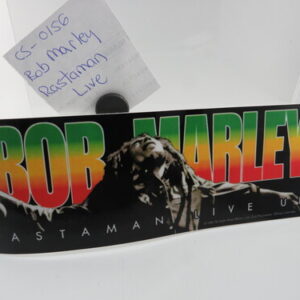 CS-0156
Bob Marley
Rastaman
Live
BOB MARLEY
ASTAMAN LIVE U